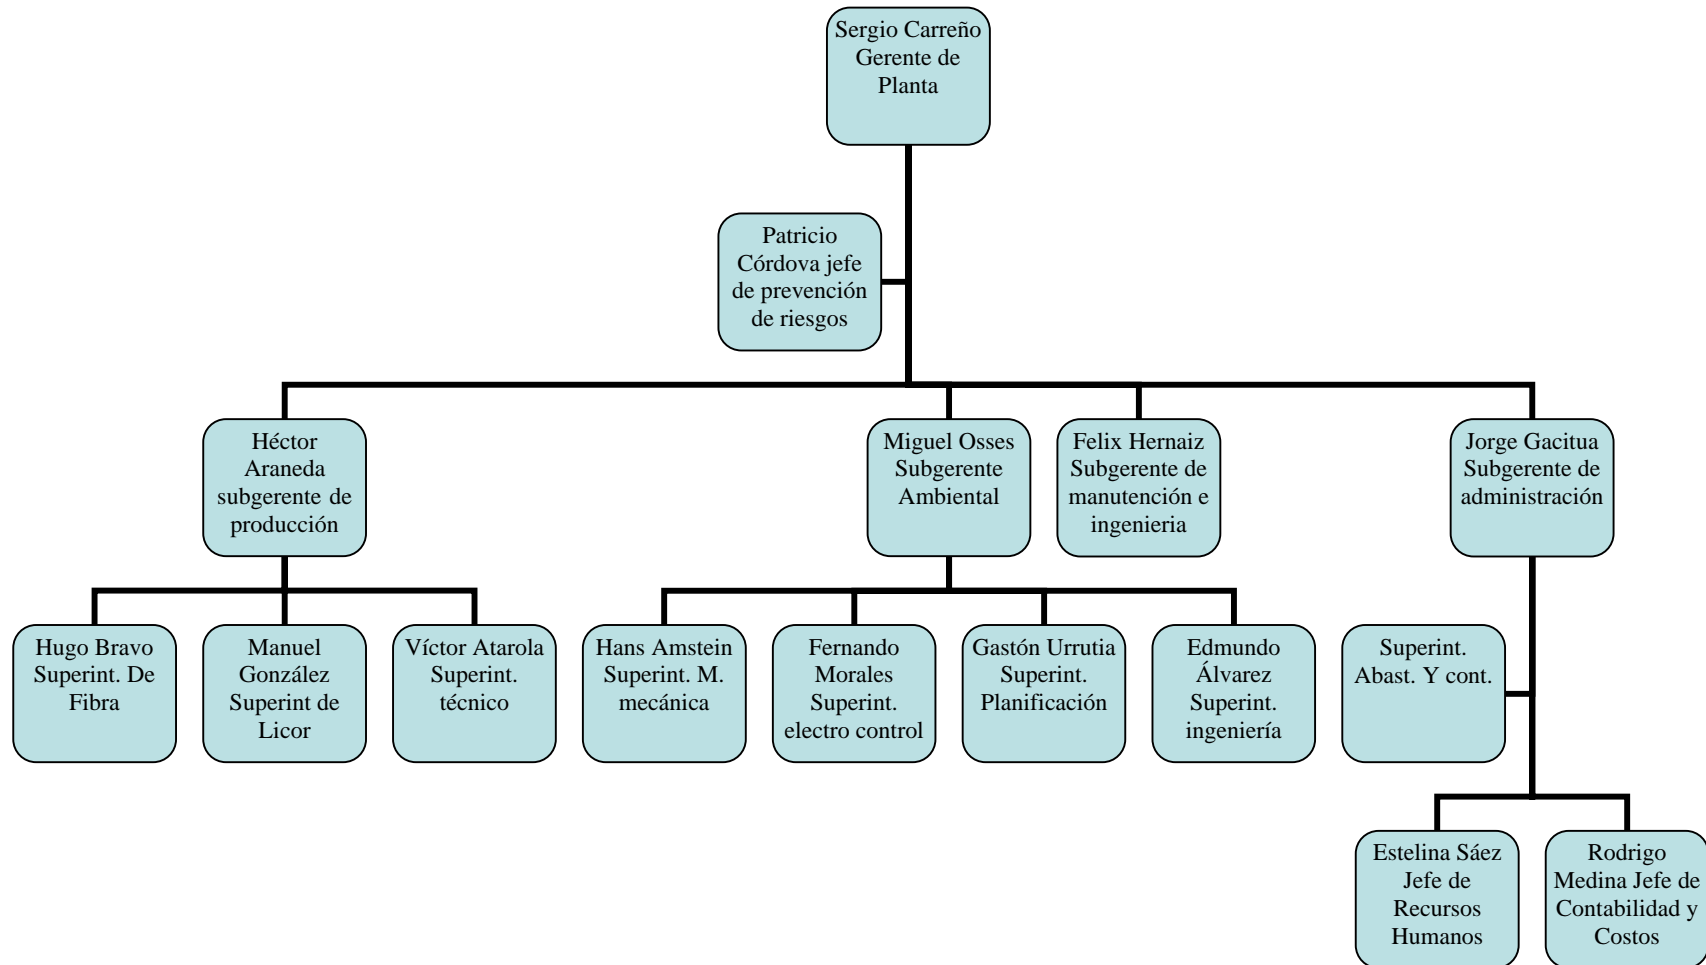 Sergio Carreño
Gerente de
Planta
Patricio
Córdova jefe
de prevención
de riesgos
Héctor
Araneda
subgerente de
producción
Miguel Osses
Subgerente
Ambiental
Felix Hernaiz
Subgerente de
manutención e
ingenieria
Jorge Gacitua
Subgerente de
administración
Hugo Bravo
Superint. De
Fibra
Manuel
González
Superint de
Licor
Víctor Atarola
Superint.
técnico
Hans Amstein
Superint. M.
mecánica
Fernando
Morales
Superint.
electro control
Gastón Urrutia
Superint.
Planificación
Edmundo
Álvarez
Superint.
ingeniería
Superint.
Abast. Y cont.
Estelina Sáez
Jefe de
Recursos
Humanos
Rodrigo
Medina Jefe de
Contabilidad y
Costos